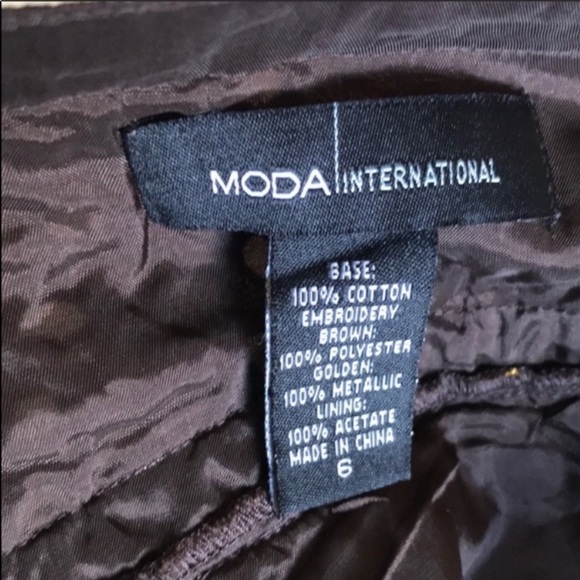 MODA INTERNATIONAL
BASE:
100% COTTON
EMBROIDERY
BROWN:
100% POLYESTER
GOLDEN:
100% METALLIC
LINING:
100% ACETATE
MADE IN CHINA
6